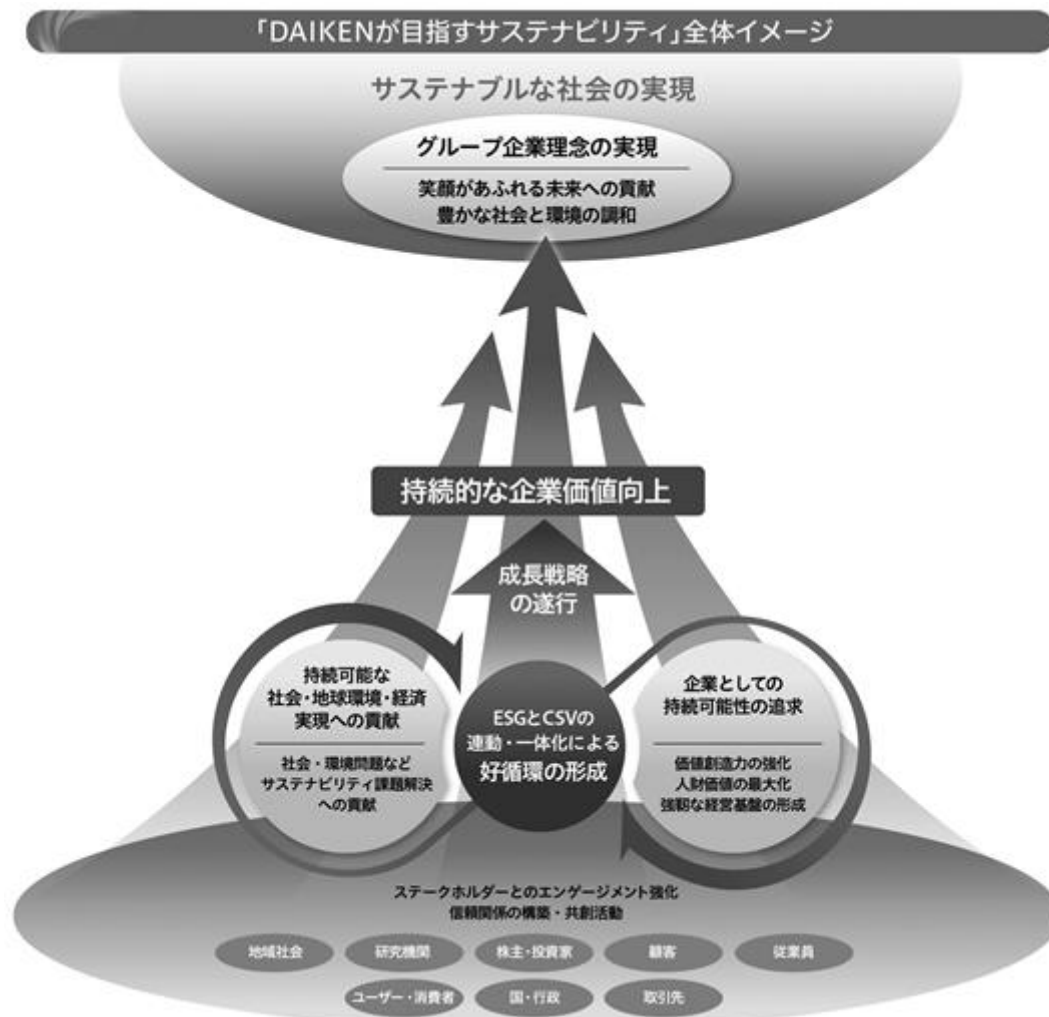 「DAIKENが目指すサステナビリティ」全体イメージ
サステナブルな社会の実現
グループ企業理念の実現
笑顔があふれる未来への貢献
豊かな社会と環境の調和
持続的な企業価値向上
成長戦略
の遂行
持続可能な
社会・地球環境・経済
実現への貢献
社会・環境問題など
サステナビリティ課題解決
への貢献
ESGとCSVの
連動・一体化による
好循環の形成
企業としての
持続可能性の追求
価値創造力の強化
人財価値の最大化
強靭な経営基盤の形成
ステークホルダーとのエンゲージメント強化
信頼関係の構築・共創活動
地域社会
研究機関
株主・投資家
顧客
従業員
ユーザー・消費者
国・行政
取引先